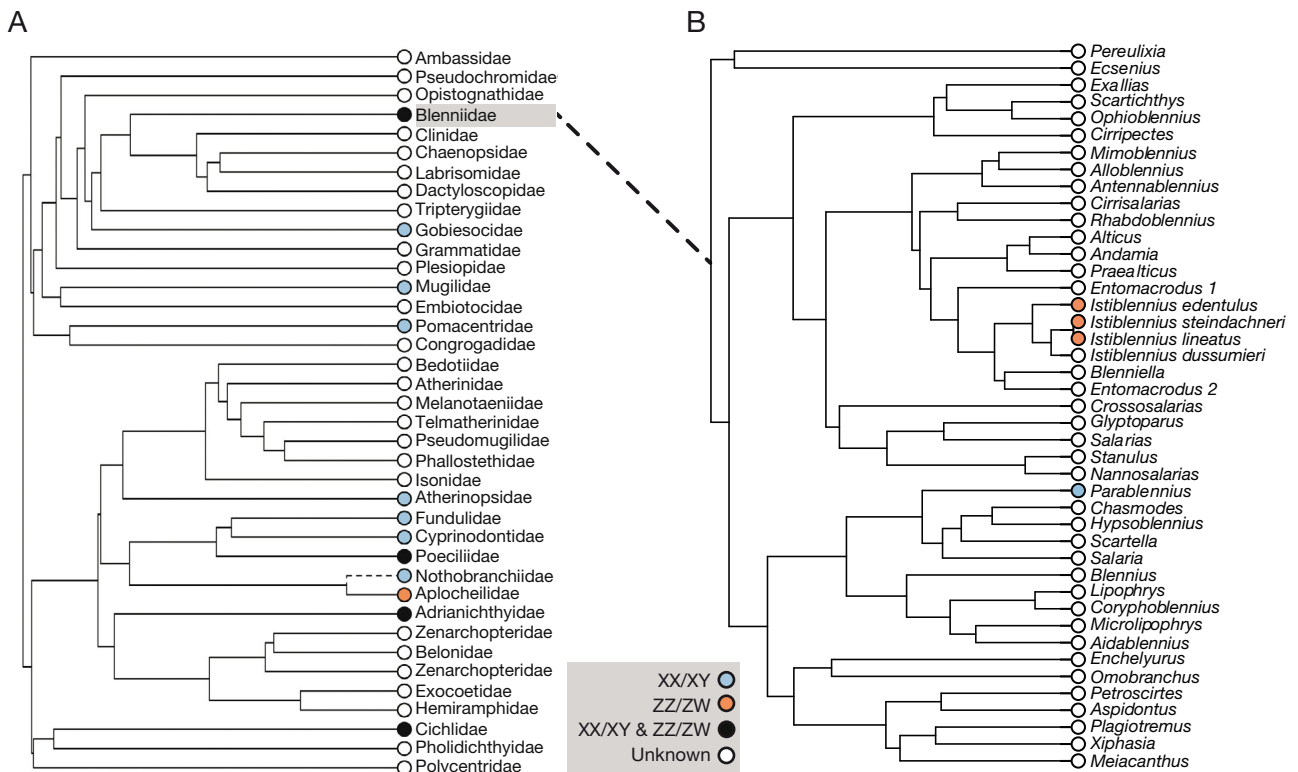 A
Ambassidae
Pseudochromidae
Opistognathidae
Blenniidae
Clinidae
Chaenopsidae
Labrisomidae
Dactyloscopidae
Tripterygiidae
Gobiesocidae
Grammatidae
Plesiopidae
Mugilidae
Embiotocidae
Pomacentridae
Congrogadidae
Bedotiidae
Atherinidae
Melanotaeniidae
Telmatherinidae
Pseudomugilidae
Phallostethidae
Isonidae
Atherinopsidae
Fundulidae
Cyprinodontidae
Poeciliidae
Nothobranchiidae
Aplocheilidae
Adrianichthyidae
Zenarchopteridae
Belonidae
Zenarchopteridae
Exocoetidae
Hemiramphidae
Cichlidae
Pholidichthyidae
Polycentridae
XX/XY
ZZ/ZW
XX/XY & ZZ/ZW
Unknown
B
Pereulixia
Ecsenius
Exallias
Scartichthys
Ophioblennius
Cirripectes
Mimoblennius
Alloblennius
Antennablennius
Cirrisalarias
Rhabdoblennius
Alticus
Andamia
Praealticus
Entomacrodus 1
Istiblennius edentulus
Istiblennius steindachneri
Istiblennius lineatus
Istiblennius dussumieri
Blenniella
Entomacrodus 2
Crossosalarias
Glyptoparus
Salarias
Stanulus
Nannosalarias
Parablennius
Chasmodes
Hypsoblennius
Scartella
Salaria
Blennius
Lipophrys
Coryphoblennius
Microlipophrys
Aidablennius
Enchelyurus
Omobranchus
Petroscirtes
Aspidontus
Plagiotremus
Xiphasia
Meiacanthus